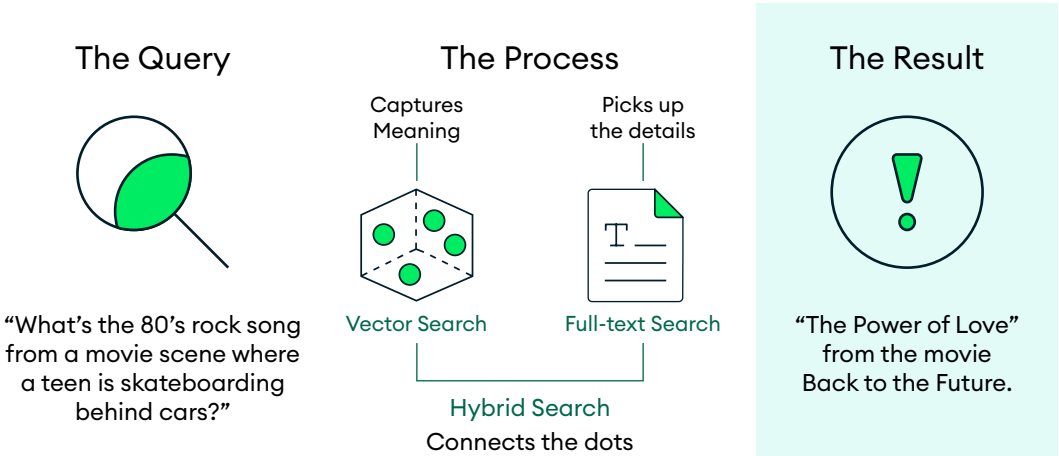 The Query
“What’s the 80’s rock song
from a movie scene where
a teen is skateboarding
behind cars?”
The Process
Captures
Meaning
Vector Search
Picks up
the details
T
Full-text Search
Hybrid Search
Connects the dots
The Result
“The Power of Love”
from the movie
Back to the Future.